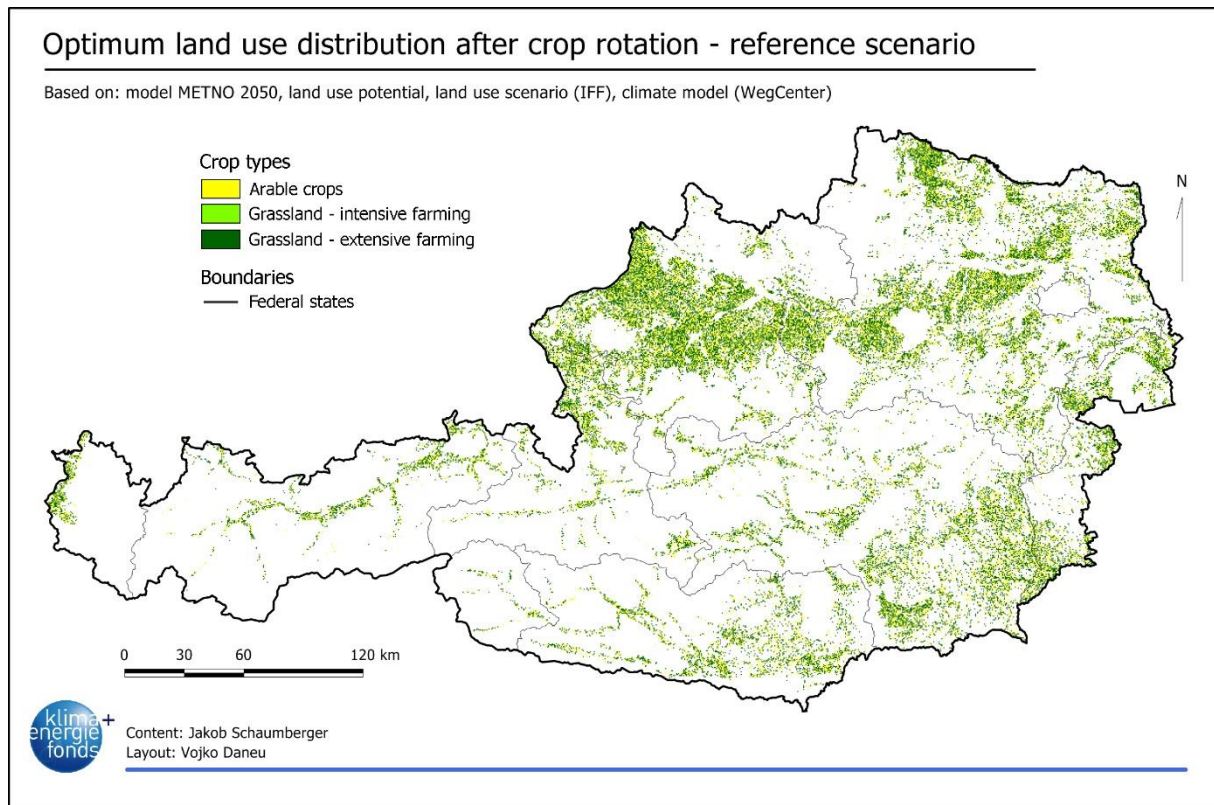 Optimum land use distribution after crop rotation - reference scenario
Based on: model METNO 2050, land use potential, land use scenario (IFF), climate model (WegCenter)
Crop types
Arable crops
Grassland - intensive farming
Grassland - extensive farming
Boundaries
Federal states
N
0 30 60 120 km
klima+
energie
fonds
Content: Jakob Schaumberger
Layout: Vojko Daneu